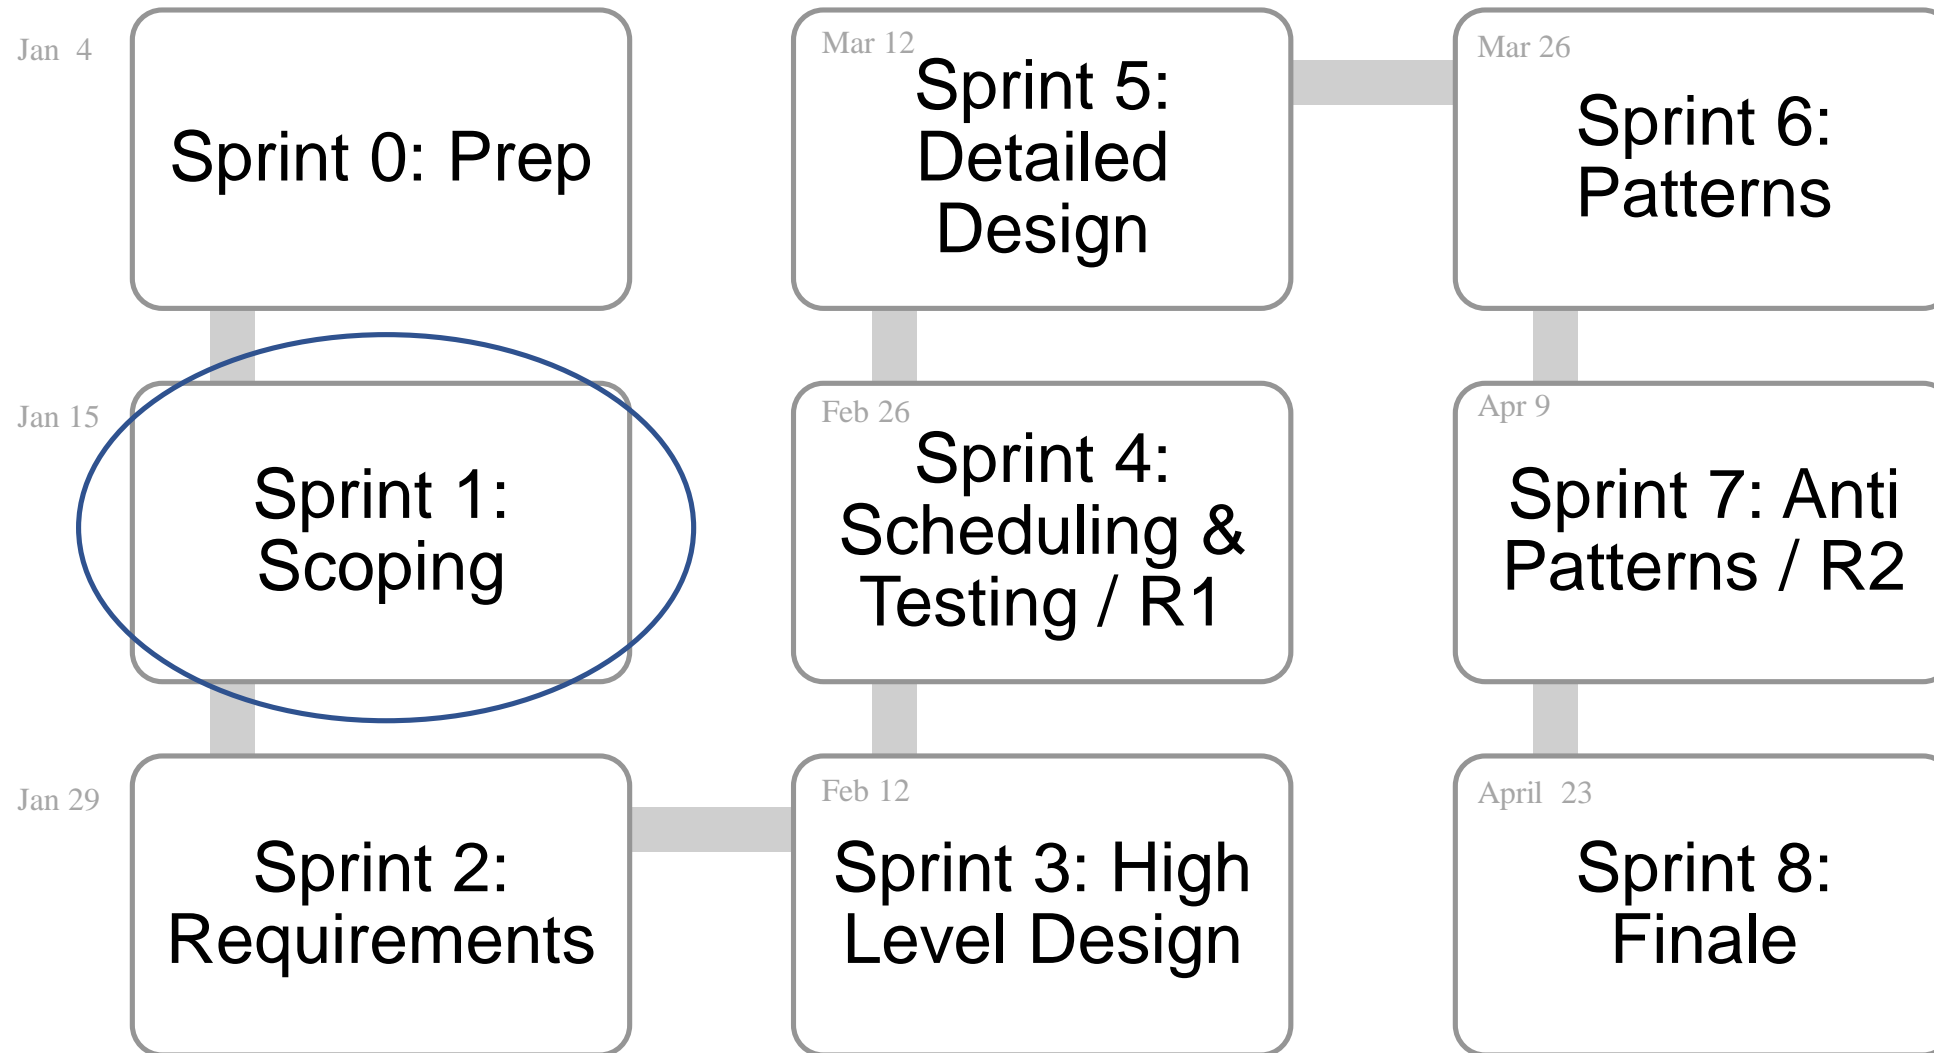 Jan 4
Sprint 0: Prep
Jan 15
Sprint 1:
Scoping
Jan 29
Sprint 2:
Requirements
Feb 12
Sprint 3: High
Level Design
Feb 26
Sprint 4:
Scheduling &
Testing / R1
Mar 12
Sprint 5:
Detailed
Design
Mar 26
Sprint 6:
Patterns
Apr 9
Sprint 7: Anti
Patterns / R2
April 23
Sprint 8:
Finale